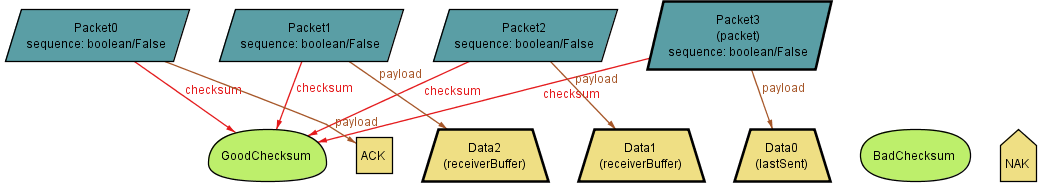 Packet0
sequence: boolean/False
Packet1
sequence: boolean/False
Packet2
sequence: boolean/False
Packet3
(packet)
sequence: boolean/False
checksum
payload
checksum
payload
checksum
payload
checksum
payload
GoodChecksum
ACK
Data2
(receiverBuffer)
Data1
(receiverBuffer)
Data0
(lastSent)
BadChecksum
NAK